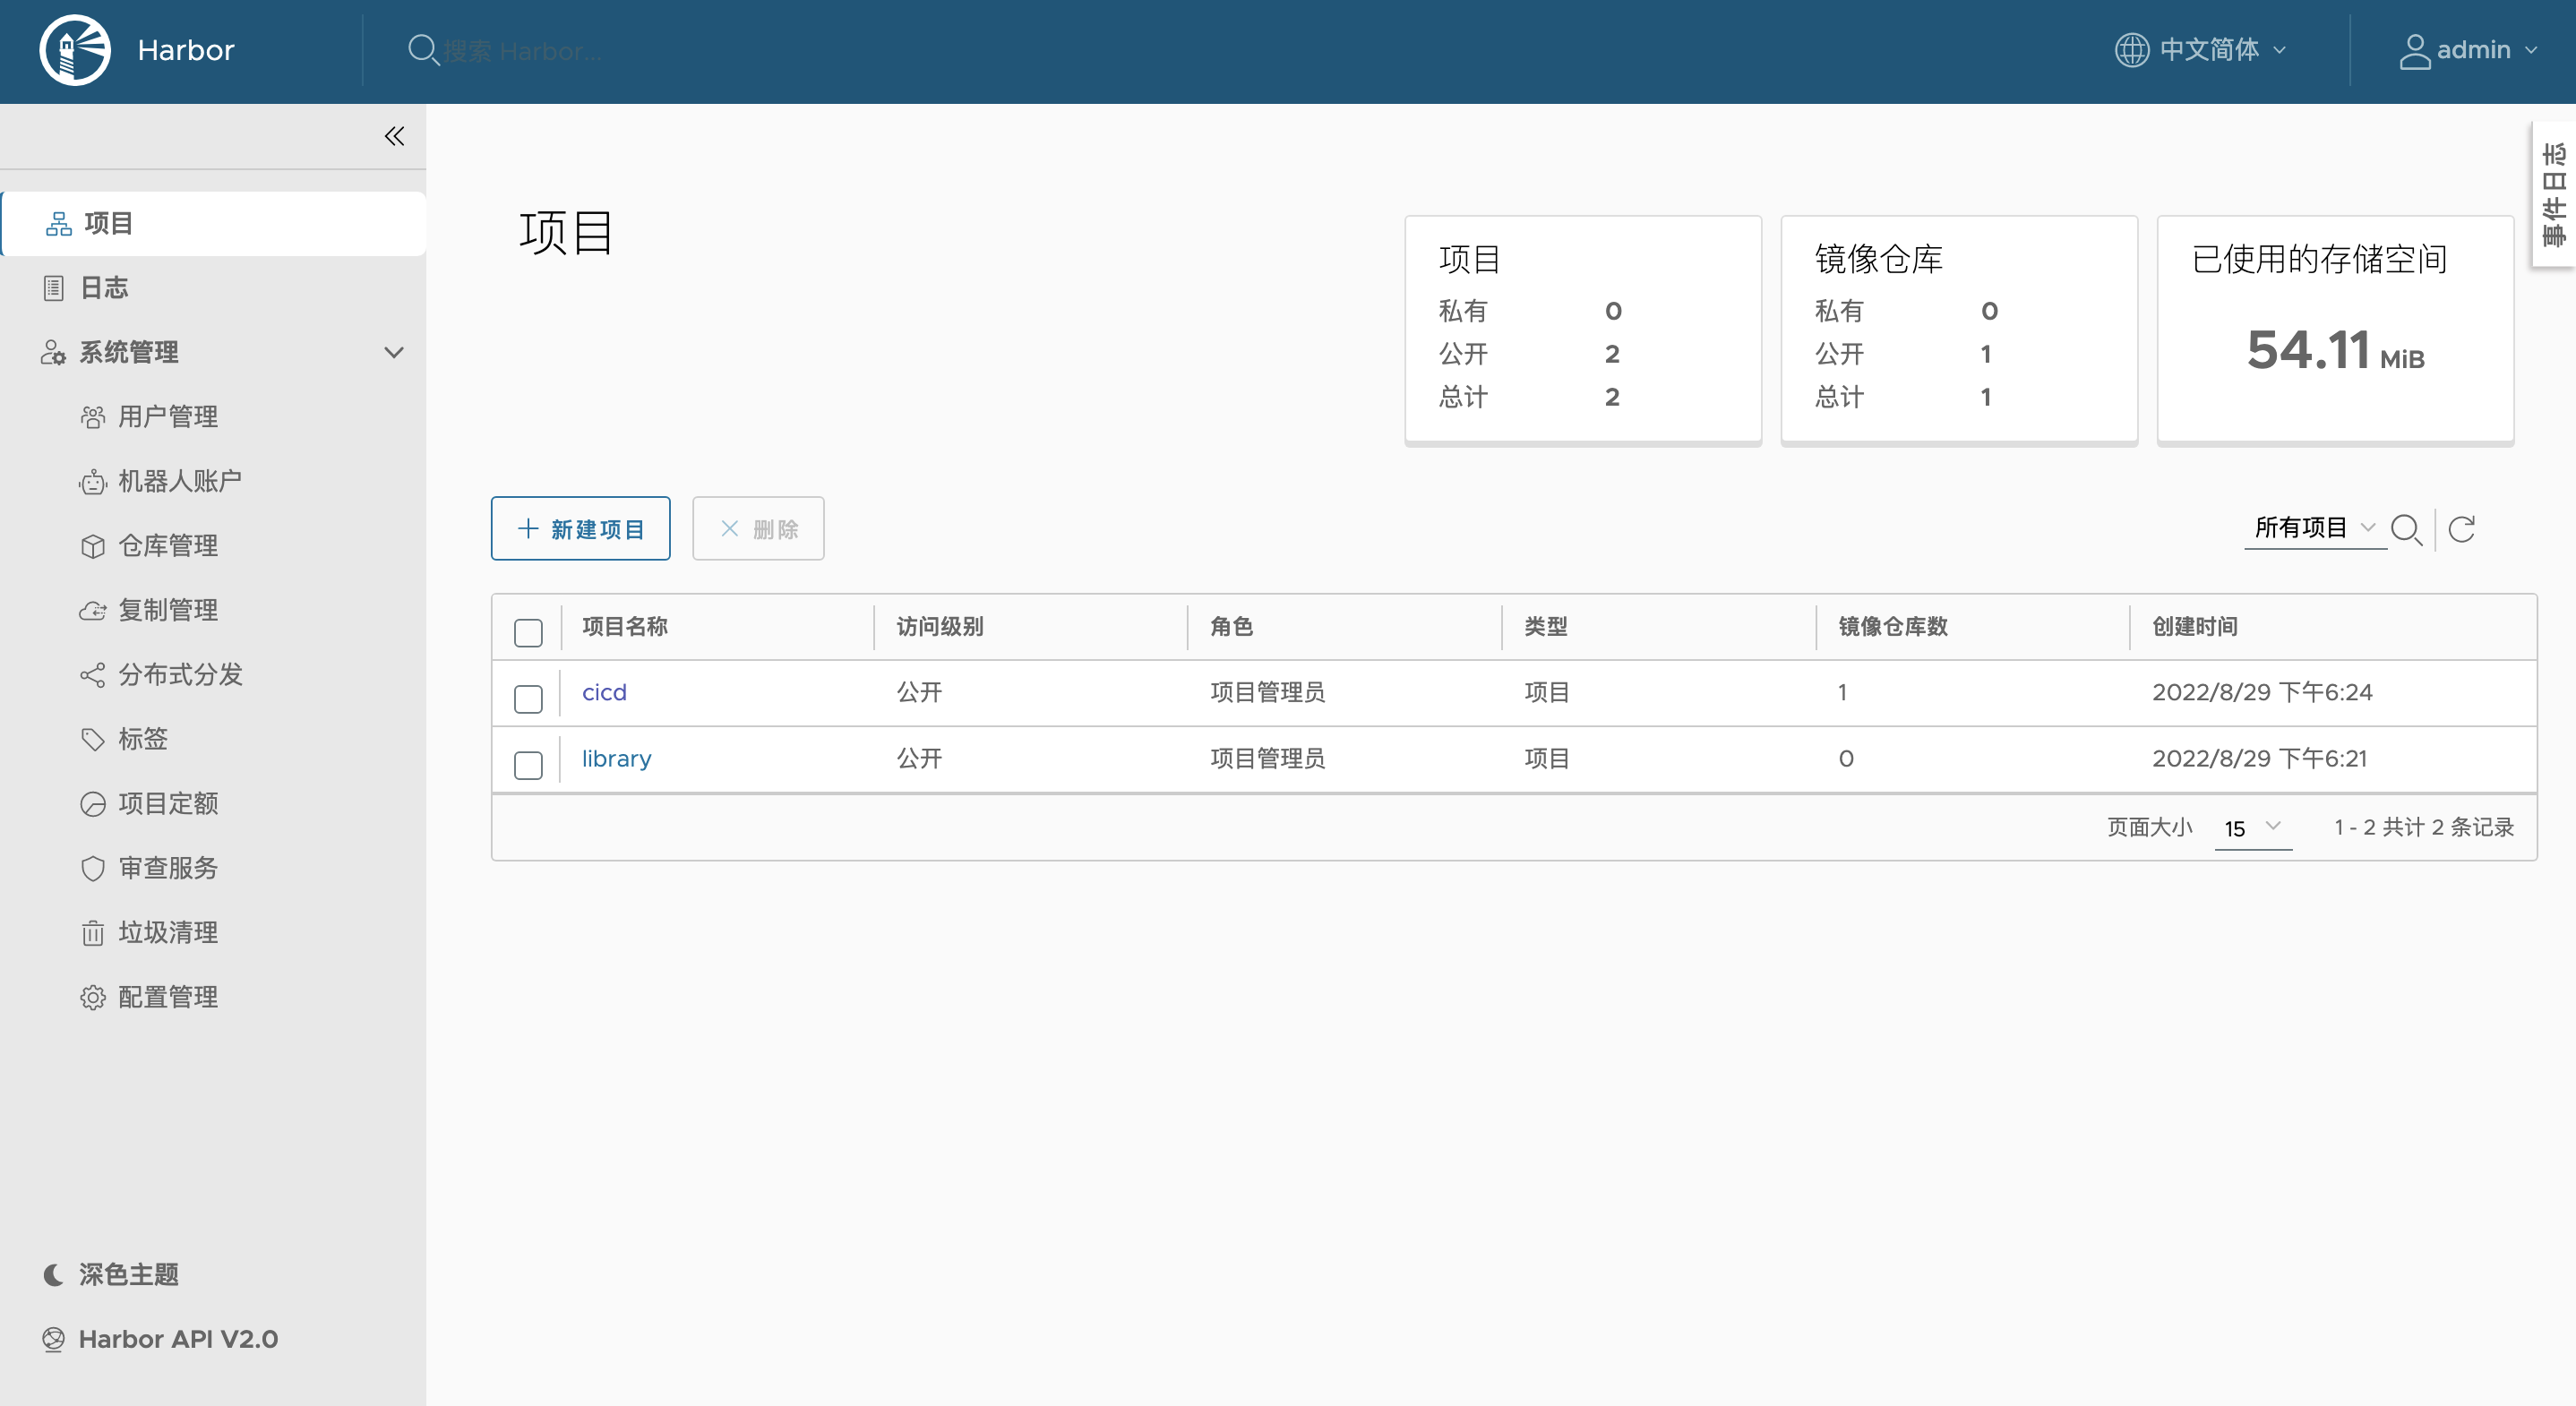 Harbor
搜索 Harbor...
中文简体
admin
项目
日志
系统管理
用户管理
机器人账户
仓库管理
复制管理
分布式分发
标签
项目定额
审查服务
垃圾清理
配置管理
深色主题
Harbor API V2.0
事件日志
项目
项目
私有 0
公开 2
总计 2
镜像仓库
私有 0
公开 1
总计 1
已使用的存储空间
54.11 MiB
新建项目
删除
所有项目
项目名称 访问级别 角色 类型 镜像仓库数 创建时间
cicd 公开 项目管理员 项目 1 2022/8/29 下午6:24
library 公开 项目管理员 项目 0 2022/8/29 下午6:21
页面大小 15 1 - 2 共计 2 条记录